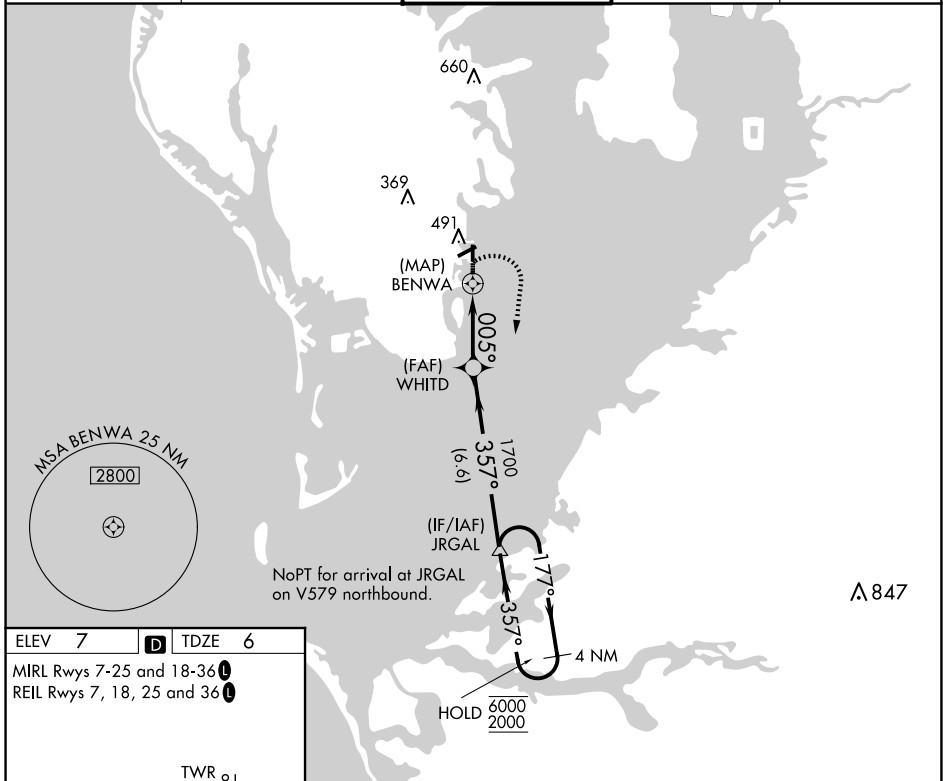 660
369
491
(MAP)
BENWA
005°
(FAF)
WHITD
1700
357°
(6.6)
MSA BENWA 25 NM
2800
(IF/IAF)
JRGAL
NoPT for arrival at JRGAL
on V579 northbound.
177°
357°
847
4 NM
HOLD 6000
2000
ELEV 7 D TDZE 6
MIRL Rwys 7-25 and 18-36 L
REIL Rwys 7, 18, 25 and 36 L
TWR